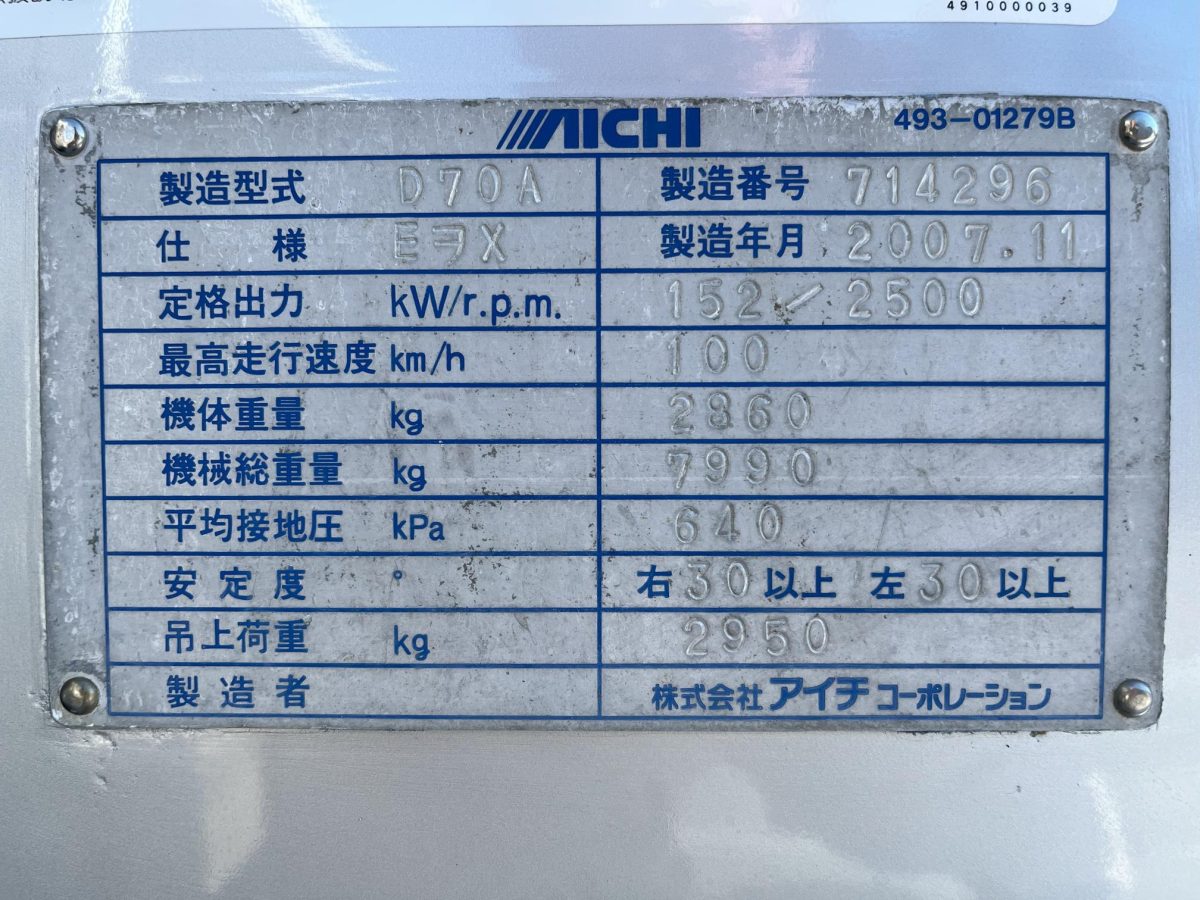 4910000039
AICHI 493-01279B
製造型式 D70A 製造番号 714296
仕様 EヲX 製造年月 2007.11
定格出力 kW/r.p.m. 152/2500
最高走行速度 km/h 100
機体重量 kg 2860
機械総重量 kg 7990
平均接地圧 kPa 640
安定度 ° 右30以上 左30以上
吊上荷重 kg 2950
製造者 株式会社アイチコーポレーション